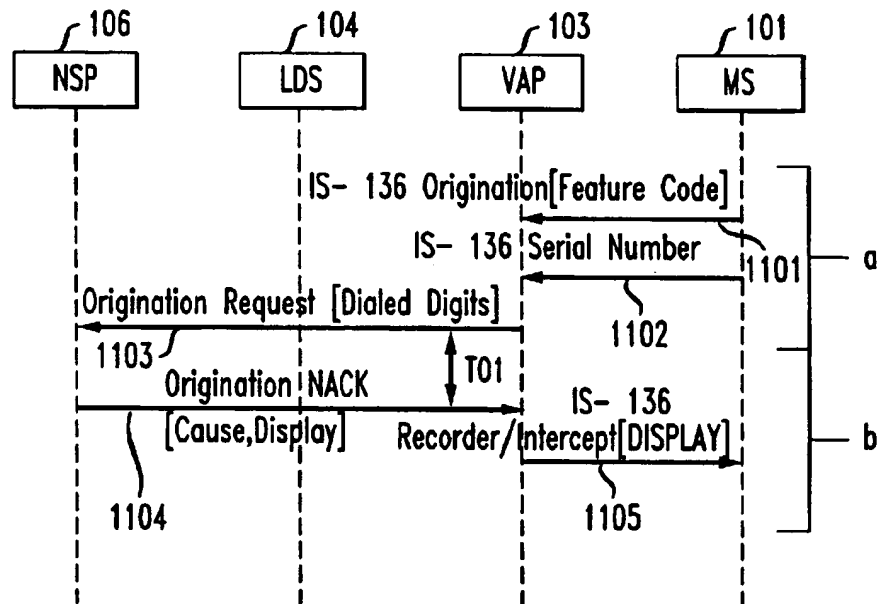 106 104 103 101
NSP LDS VAP MS
IS- 136 Origination[Feature Code]
1101
IS- 136 Serial Number
a
1102
Origination Request [Dialed Digits]
1103
T01
Origination NACK
[Cause,Display]
IS- 136
Recorder/Intercept[DISPLAY]
b
1104
1105